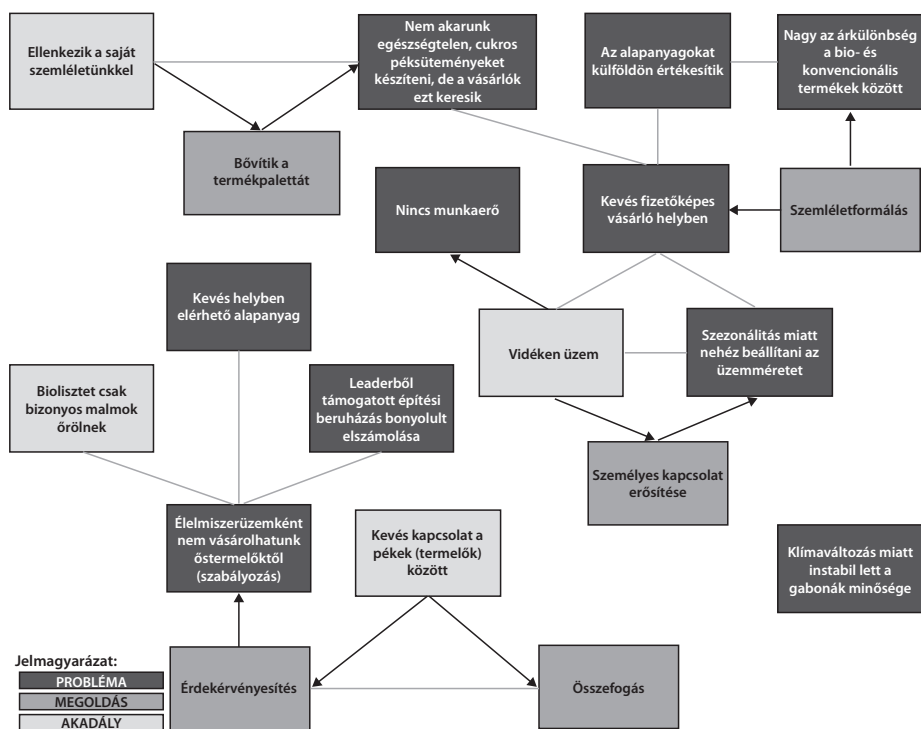 Ellenkezik a saját
szemléletünkkel
Nem akarunk
egészségtelen, cukros
péksüteményeket
készíteni, de a vásárlók
ezt keresik
Az alapanyagokat
külföldön értékesítik
Nagy az árkülönbség
a bio- és
konvencionális
termékek között
Bővítik a
termékpalettát
Nincs munkaerő
Kevés fizetőképes
vásárló helyben
Szemléletformálás
Kevés helyben
elérhető alapanyag
Vidéken üzem
Szezonálitás miatt
nehéz beállítani az
üzemméretet
Biolisztet csak
bizonyos malmok
őrölnek
Leaderből
támogatott építési
beruházás bonyolult
elszámolása
Személyes kapcsolat
erősítése
Élelmiszerüzemként
nem vásárolhatunk
őstermelőktől
(szabályozás)
Kevés kapcsolat a
pékek (termelők)
között
Klímaváltozás miatt
instabil lett a
gabonák minősége
Érdekérvényesítés
Összefogás
Jelmagyarázat:
PROBLÉMA
MEGOLDÁS
AKADÁLY